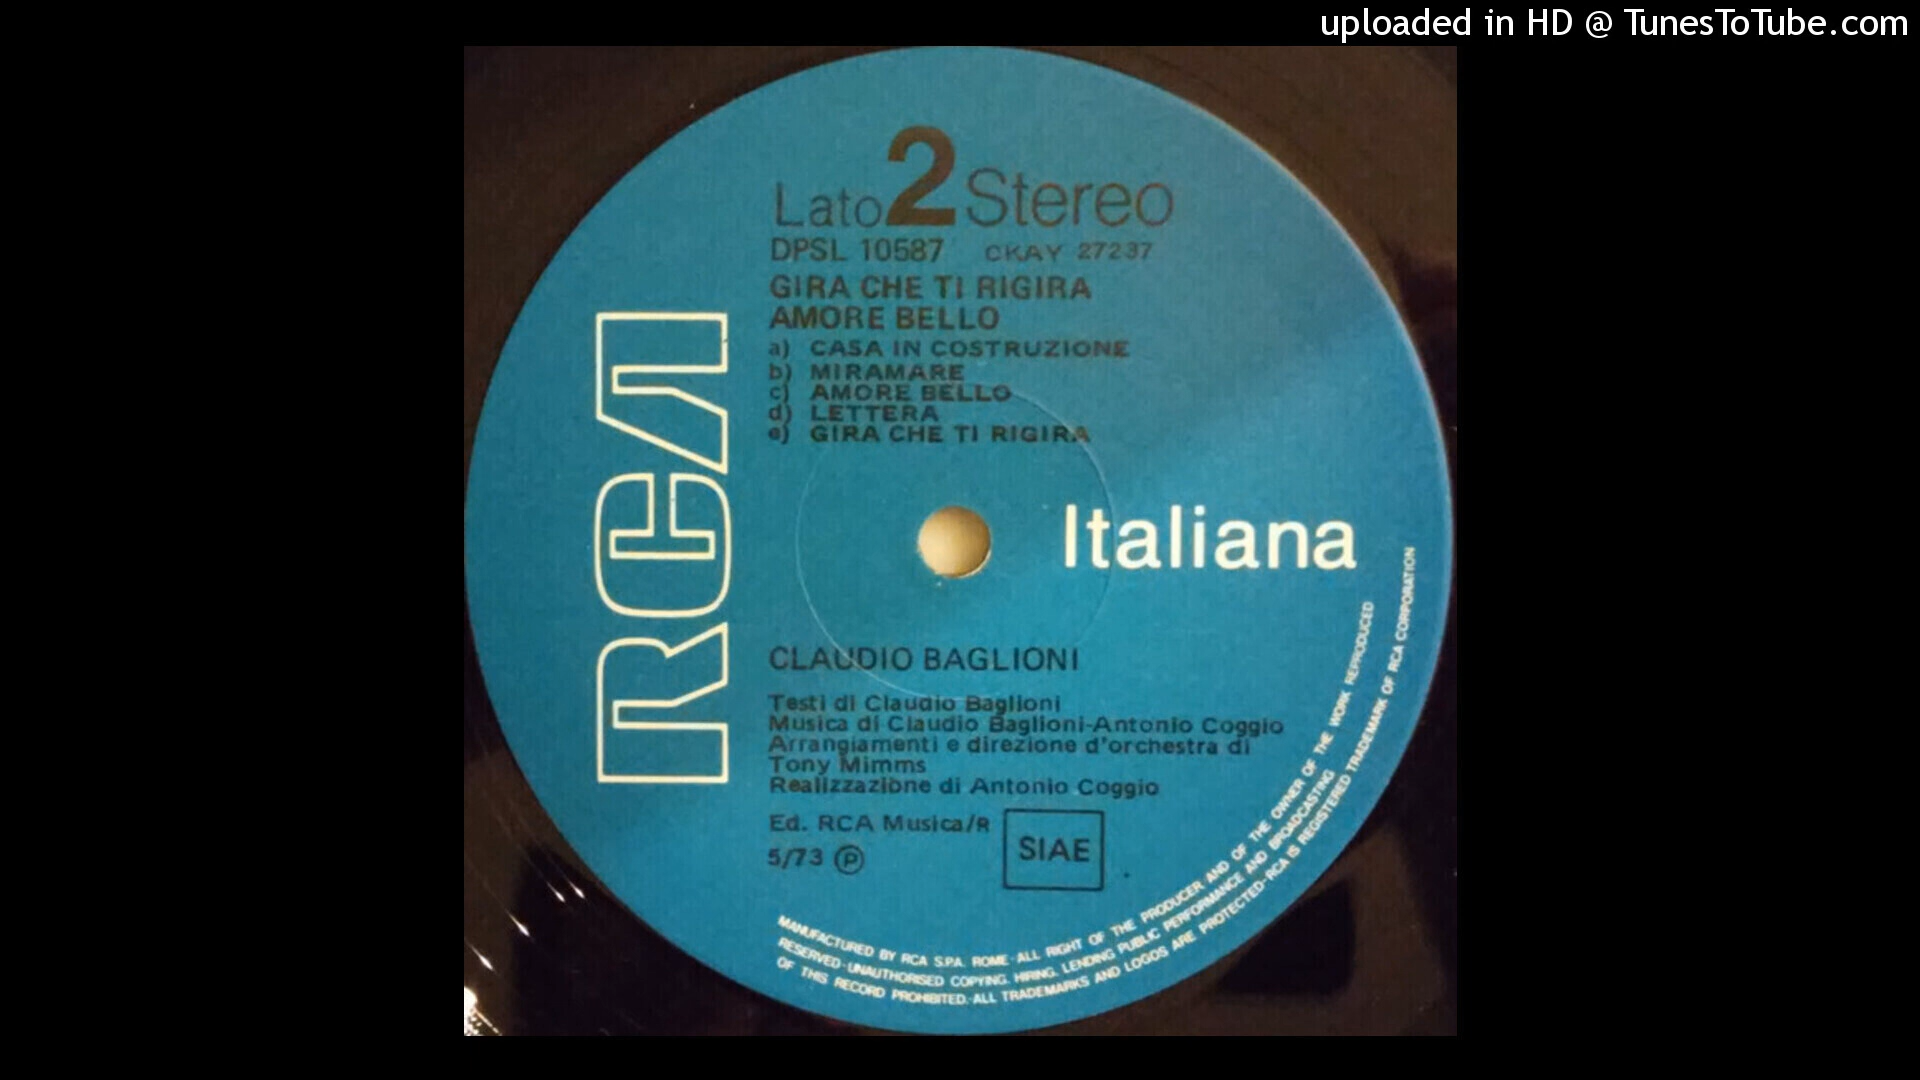 uploaded in HD @ TunesToTube.com
Lato 2 Stereo
DPSL 10587 CKAY 27237
GIRA CHE TI RIGIRA
AMORE BELLO
a) CASA IN COSTRUZIONE
b) MIRAMARE
c) AMORE BELLO
d) LETTERA
e) GIRA CHE TI RIGIRA
RCA
Italiana
CLAUDIO BAGLIONI
Testi di Claudio Baglioni
Musica di Claudio Baglioni-Antonio Coggio
Arrangiamenti e direzione d'orchestra di
Tony Mimms
Realizzazione di Antonio Coggio
Ed. RCA Musica/R
SIAE
5/73 Ⓟ
MANUFACTURED BY RCA S.P.A. ROME-ALL RIGHT OF THE PRODUCER AND OF THE OWNER OF THE WORK REPRODUCED
RESERVED-UNAUTHORISED COPYING, HIRING, LENDING PUBLIC PERFORMANCE AND BROADCASTING
OF THIS RECORD PROHIBITED.-ALL TRADEMARKS AND LOGOS ARE PROTECTED-RCA IS REGISTERED TRADEMARK OF RCA CORPORATION